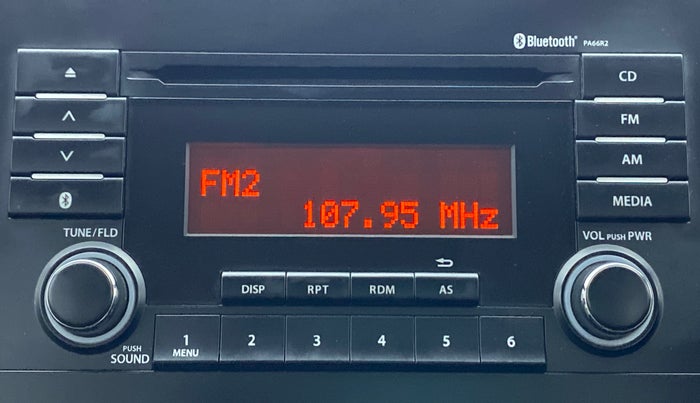 Bluetooth® PA66R2
CD
FM
AM
MEDIA
FM2
107.95 MHz
TUNE/FLD
VOL PUSH PWR
DISP RPT RDM AS
PUSH
SOUND
1 2 3 4 5 6
MENU